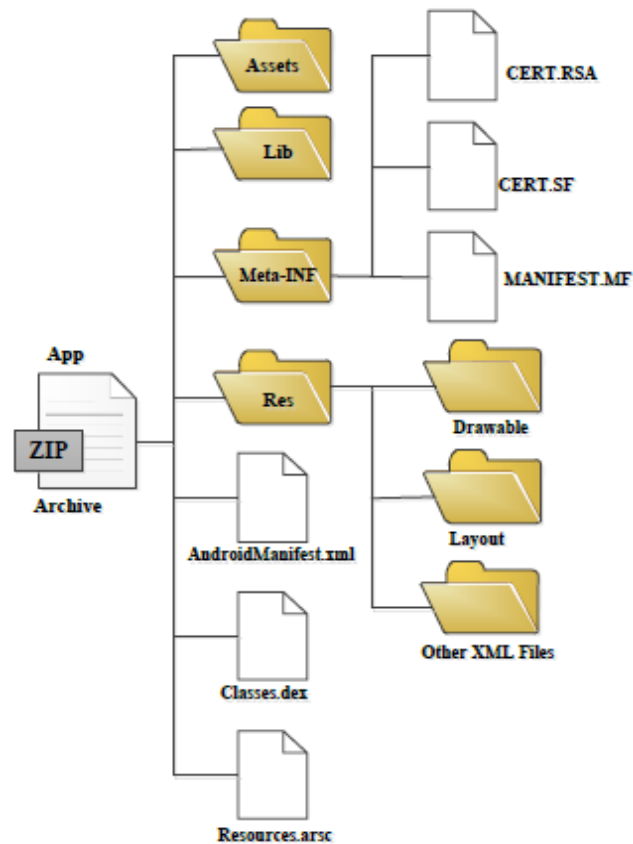 Assets
Lib
Meta-INF
CERT.RSA
CERT.SF
MANIFEST.MF
App
ZIP
Archive
Res
Drawable
Layout
Other XML Files
AndroidManifest.xml
Classes.dex
Resources.arsc